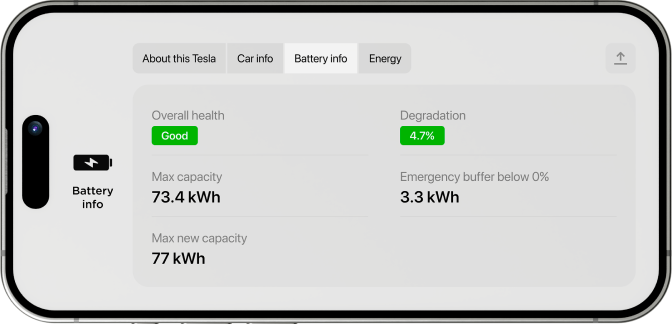 About this Tesla
Car info
Battery info
Energy
Battery
info
Overall health
Good
Degradation
4.7%
Max capacity
73.4 kWh
Emergency buffer below 0%
3.3 kWh
Max new capacity
77 kWh